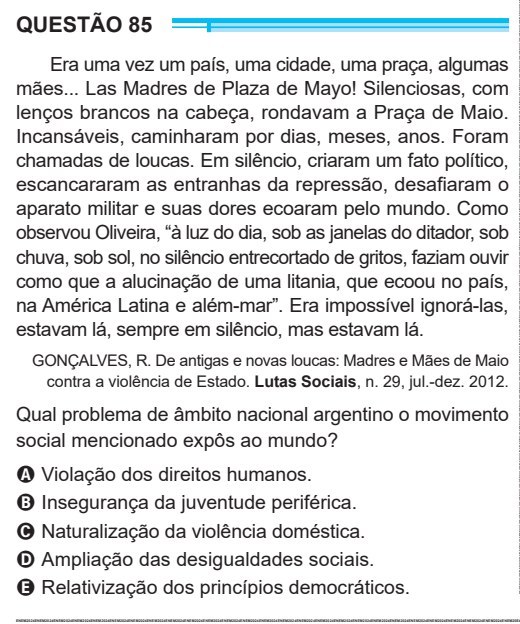 QUESTÃO 85
Era uma vez um país, uma cidade, uma praça, algumas
mães... Las Madres de Plaza de Mayo! Silenciosas, com
lenços brancos na cabeça, rondavam a Praça de Maio.
Incansáveis, caminharam por dias, meses, anos. Foram
chamadas de loucas. Em silêncio, criaram um fato político,
escancararam as entranhas da repressão, desafiaram o
aparato militar e suas dores ecoaram pelo mundo. Como
observou Oliveira, “à luz do dia, sob as janelas do ditador, sob
chuva, sob sol, no silêncio entrecortado de gritos, faziam ouvir
como que a alucinação de uma litania, que ecoou no país,
na América Latina e além-mar”. Era impossível ignorá-las,
estavam lá, sempre em silêncio, mas estavam lá.
GONÇALVES, R. De antigas e novas loucas: Madres e Mães de Maio
contra a violência de Estado. Lutas Sociais, n. 29, jul.-dez. 2012.
Qual problema de âmbito nacional argentino o movimento
social mencionado expôs ao mundo?
A Violação dos direitos humanos.
B Insegurança da juventude periférica.
C Naturalização da violência doméstica.
D Ampliação das desigualdades sociais.
E Relativização dos princípios democráticos.